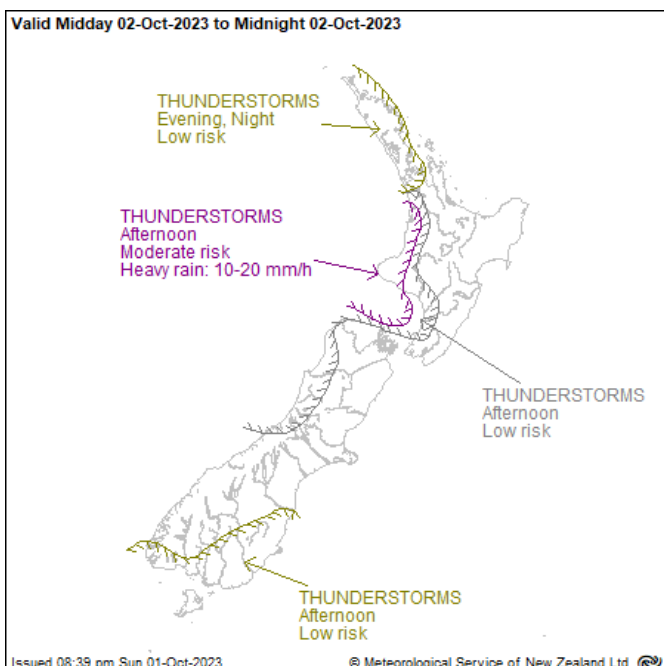 Valid Midday 02-Oct-2023 to Midnight 02-Oct-2023
THUNDERSTORMS
Evening, Night
Low risk
THUNDERSTORMS
Afternoon
Moderate risk
Heavy rain: 10-20 mm/h
THUNDERSTORMS
Afternoon
Low risk
THUNDERSTORMS
Afternoon
Low risk
Issued 08:39 pm Sun 01-Oct-2023
© Meteorological Service of New Zealand Ltd.